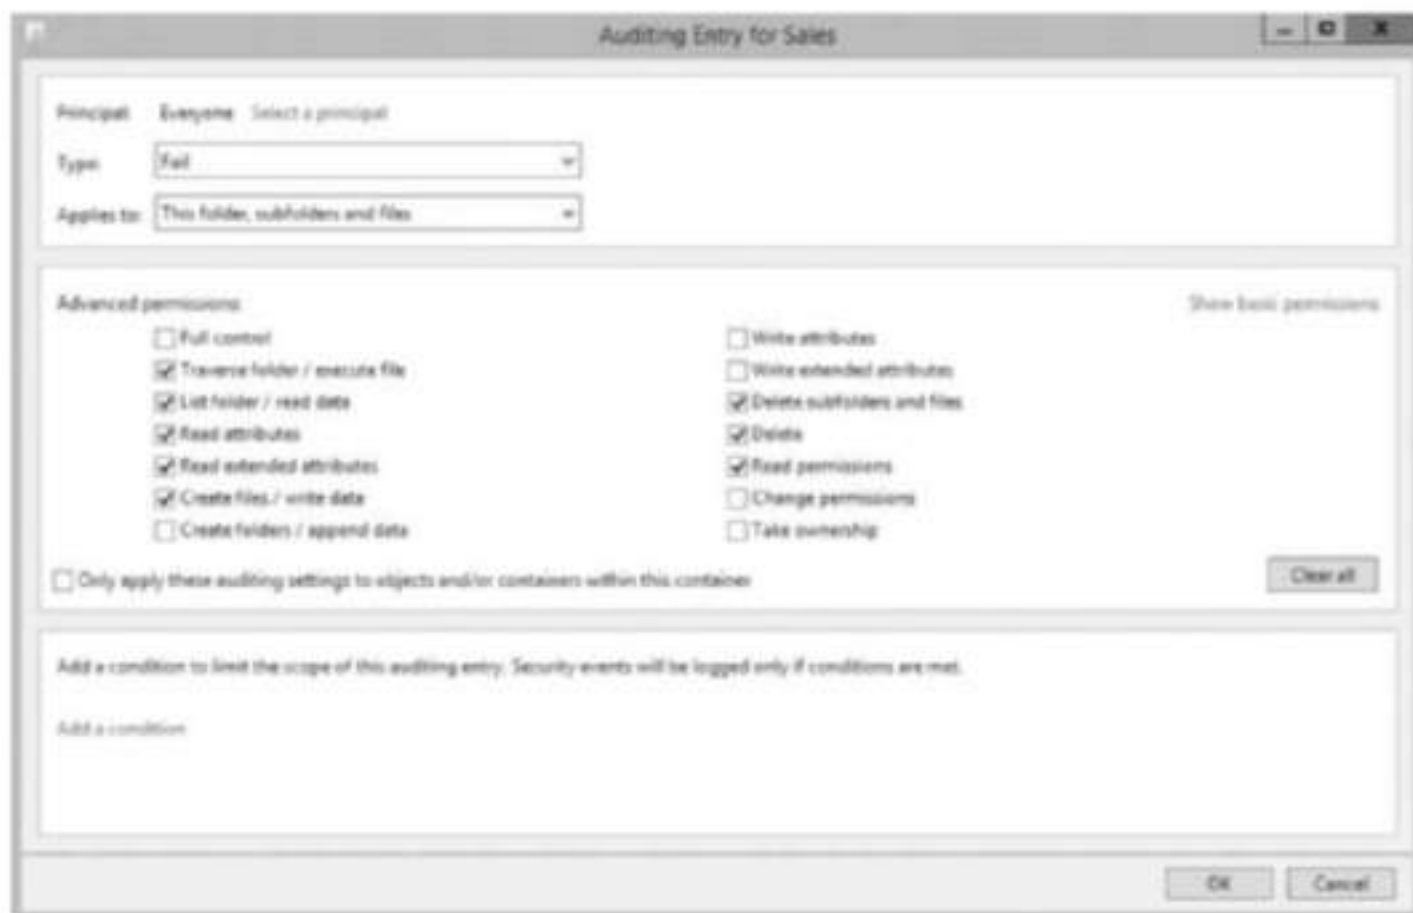 Auditing Entry for Sales
Principal: Everyone Select a principal
Type: Fail
Applies to: This folder, subfolders and files
Advanced permissions: Show basic permissions
Full control Write attributes
Traverse folder / execute file Write extended attributes
List folder / read data Delete subfolders and files
Read attributes Delete
Read extended attributes Read permissions
Create files / write data Change permissions
Create folders / append data Take ownership
Only apply these auditing settings to objects and/or containers within this container Clear all
Add a condition to limit the scope of this auditing entry. Security events will be logged only if conditions are met.
Add a condition
OK Cancel